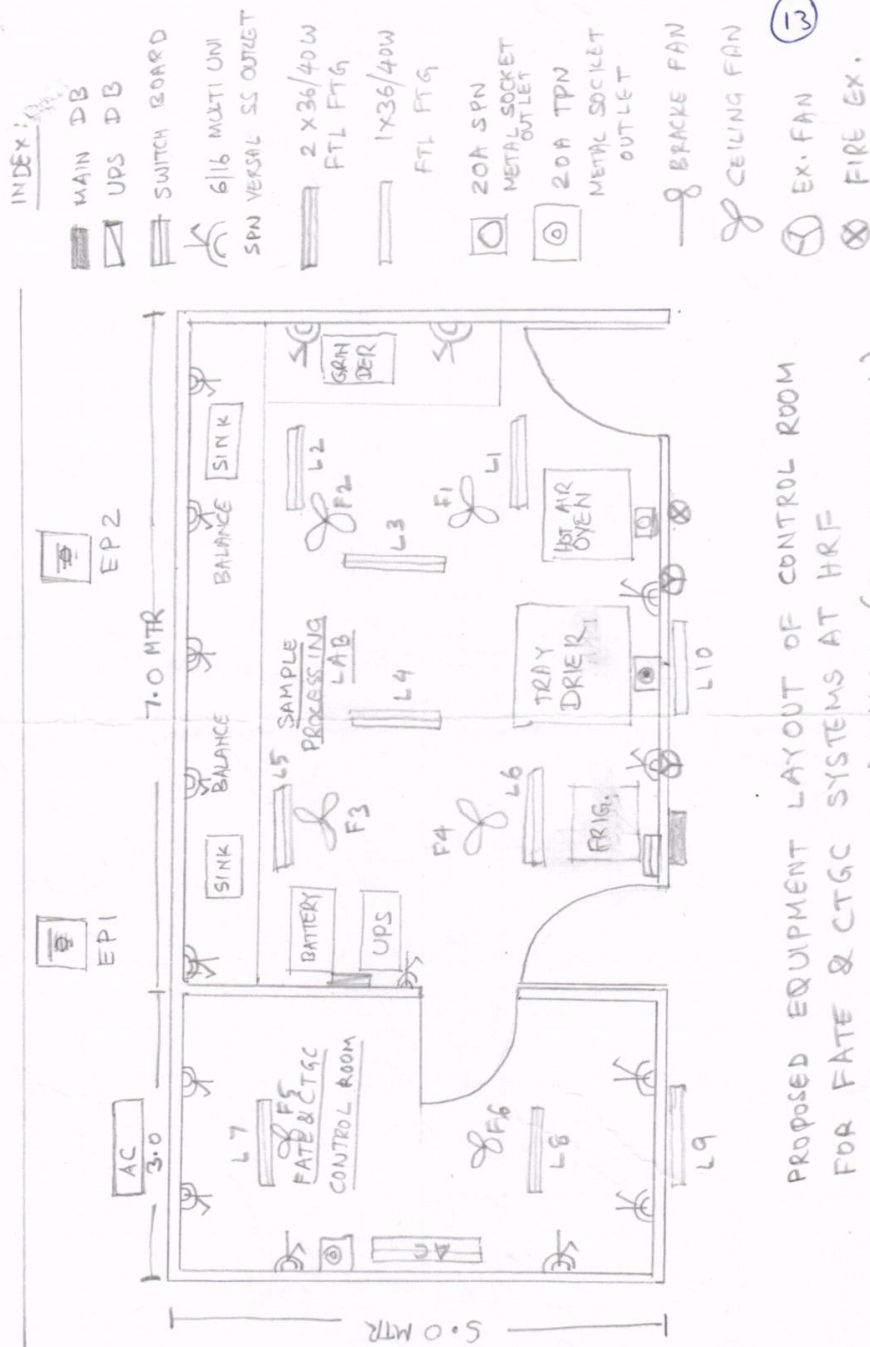 INDEX:
MAIN DB
UPS DB
SWITCH BOARD
6/16 MULTI UNI
SPN VERSAL SS OUTLET
2 X36/40W
FTL FTG
1X36/40W
FTL FTG
20A SPN
METAL SOCKET
OUTLET
20A TPN
METAL SOCKET
OUTLET
BRACKE FAN
CEILING FAN
EX. FAN
FIRE EX.
13
EP1
EP2
AC
3.0
7.0 MTR
5.0 MTR
SINK
BALANCE
BALANCE
SINK
L7
F5
FATE & CTGC
CONTROL ROOM
F6
L8
AC
L9
BATTERY
UPS
L5
F3
F4
L6
FRIG.
SAMPLE
PROCESSING
LAB
L4
L3
TRAY
DRIER
L10
L2
F2
F1
L1
GRIN
DER
HOT AIR
OVEN
PROPOSED EQUIPMENT LAYOUT OF CONTROL ROOM
FOR FATE & CTGC SYSTEMS AT HRF